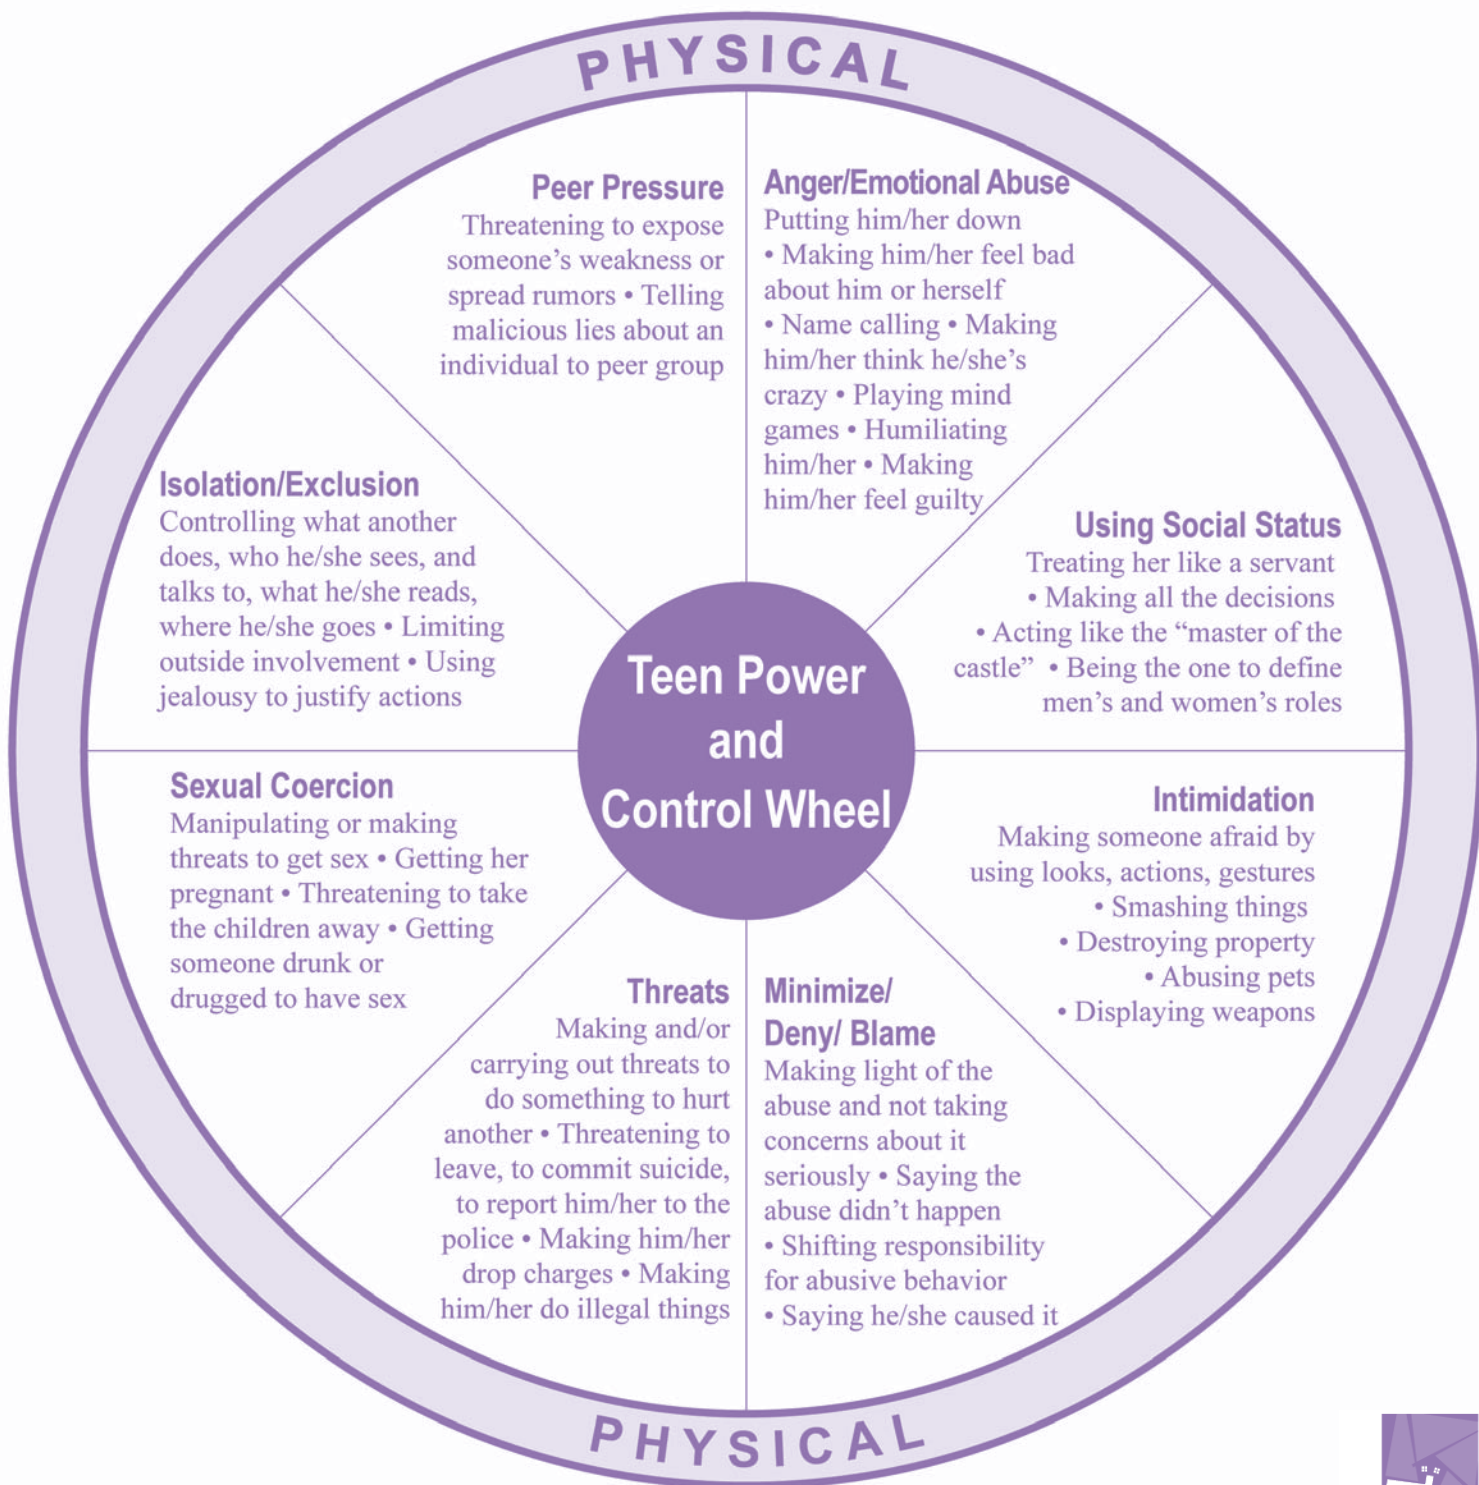 PHYSICAL
Peer Pressure
Threatening to expose
someone’s weakness or
spread rumors • Telling
malicious lies about an
individual to peer group
Anger/Emotional Abuse
Putting him/her down
• Making him/her feel bad
about him or herself
• Name calling • Making
him/her think he/she’s
crazy • Playing mind
games • Humiliating
him/her • Making
him/her feel guilty
Isolation/Exclusion
Controlling what another
does, who he/she sees, and
talks to, what he/she reads,
where he/she goes • Limiting
outside involvement • Using
jealousy to justify actions
Using Social Status
Treating her like a servant
• Making all the decisions
• Acting like the “master of the
castle” • Being the one to define
men’s and women’s roles
Teen Power
and
Control Wheel
Sexual Coercion
Manipulating or making
threats to get sex • Getting her
pregnant • Threatening to take
the children away • Getting
someone drunk or
drugged to have sex
Intimidation
Making someone afraid by
using looks, actions, gestures
• Smashing things
• Destroying property
• Abusing pets
• Displaying weapons
Threats
Making and/or
carrying out threats to
do something to hurt
another • Threatening to
leave, to commit suicide,
to report him/her to the
police • Making him/her
drop charges • Making
him/her do illegal things
Minimize/
Deny/ Blame
Making light of the
abuse and not taking
concerns about it
seriously • Saying the
abuse didn’t happen
• Shifting responsibility
for abusive behavior
• Saying he/she caused it
PHYSICAL